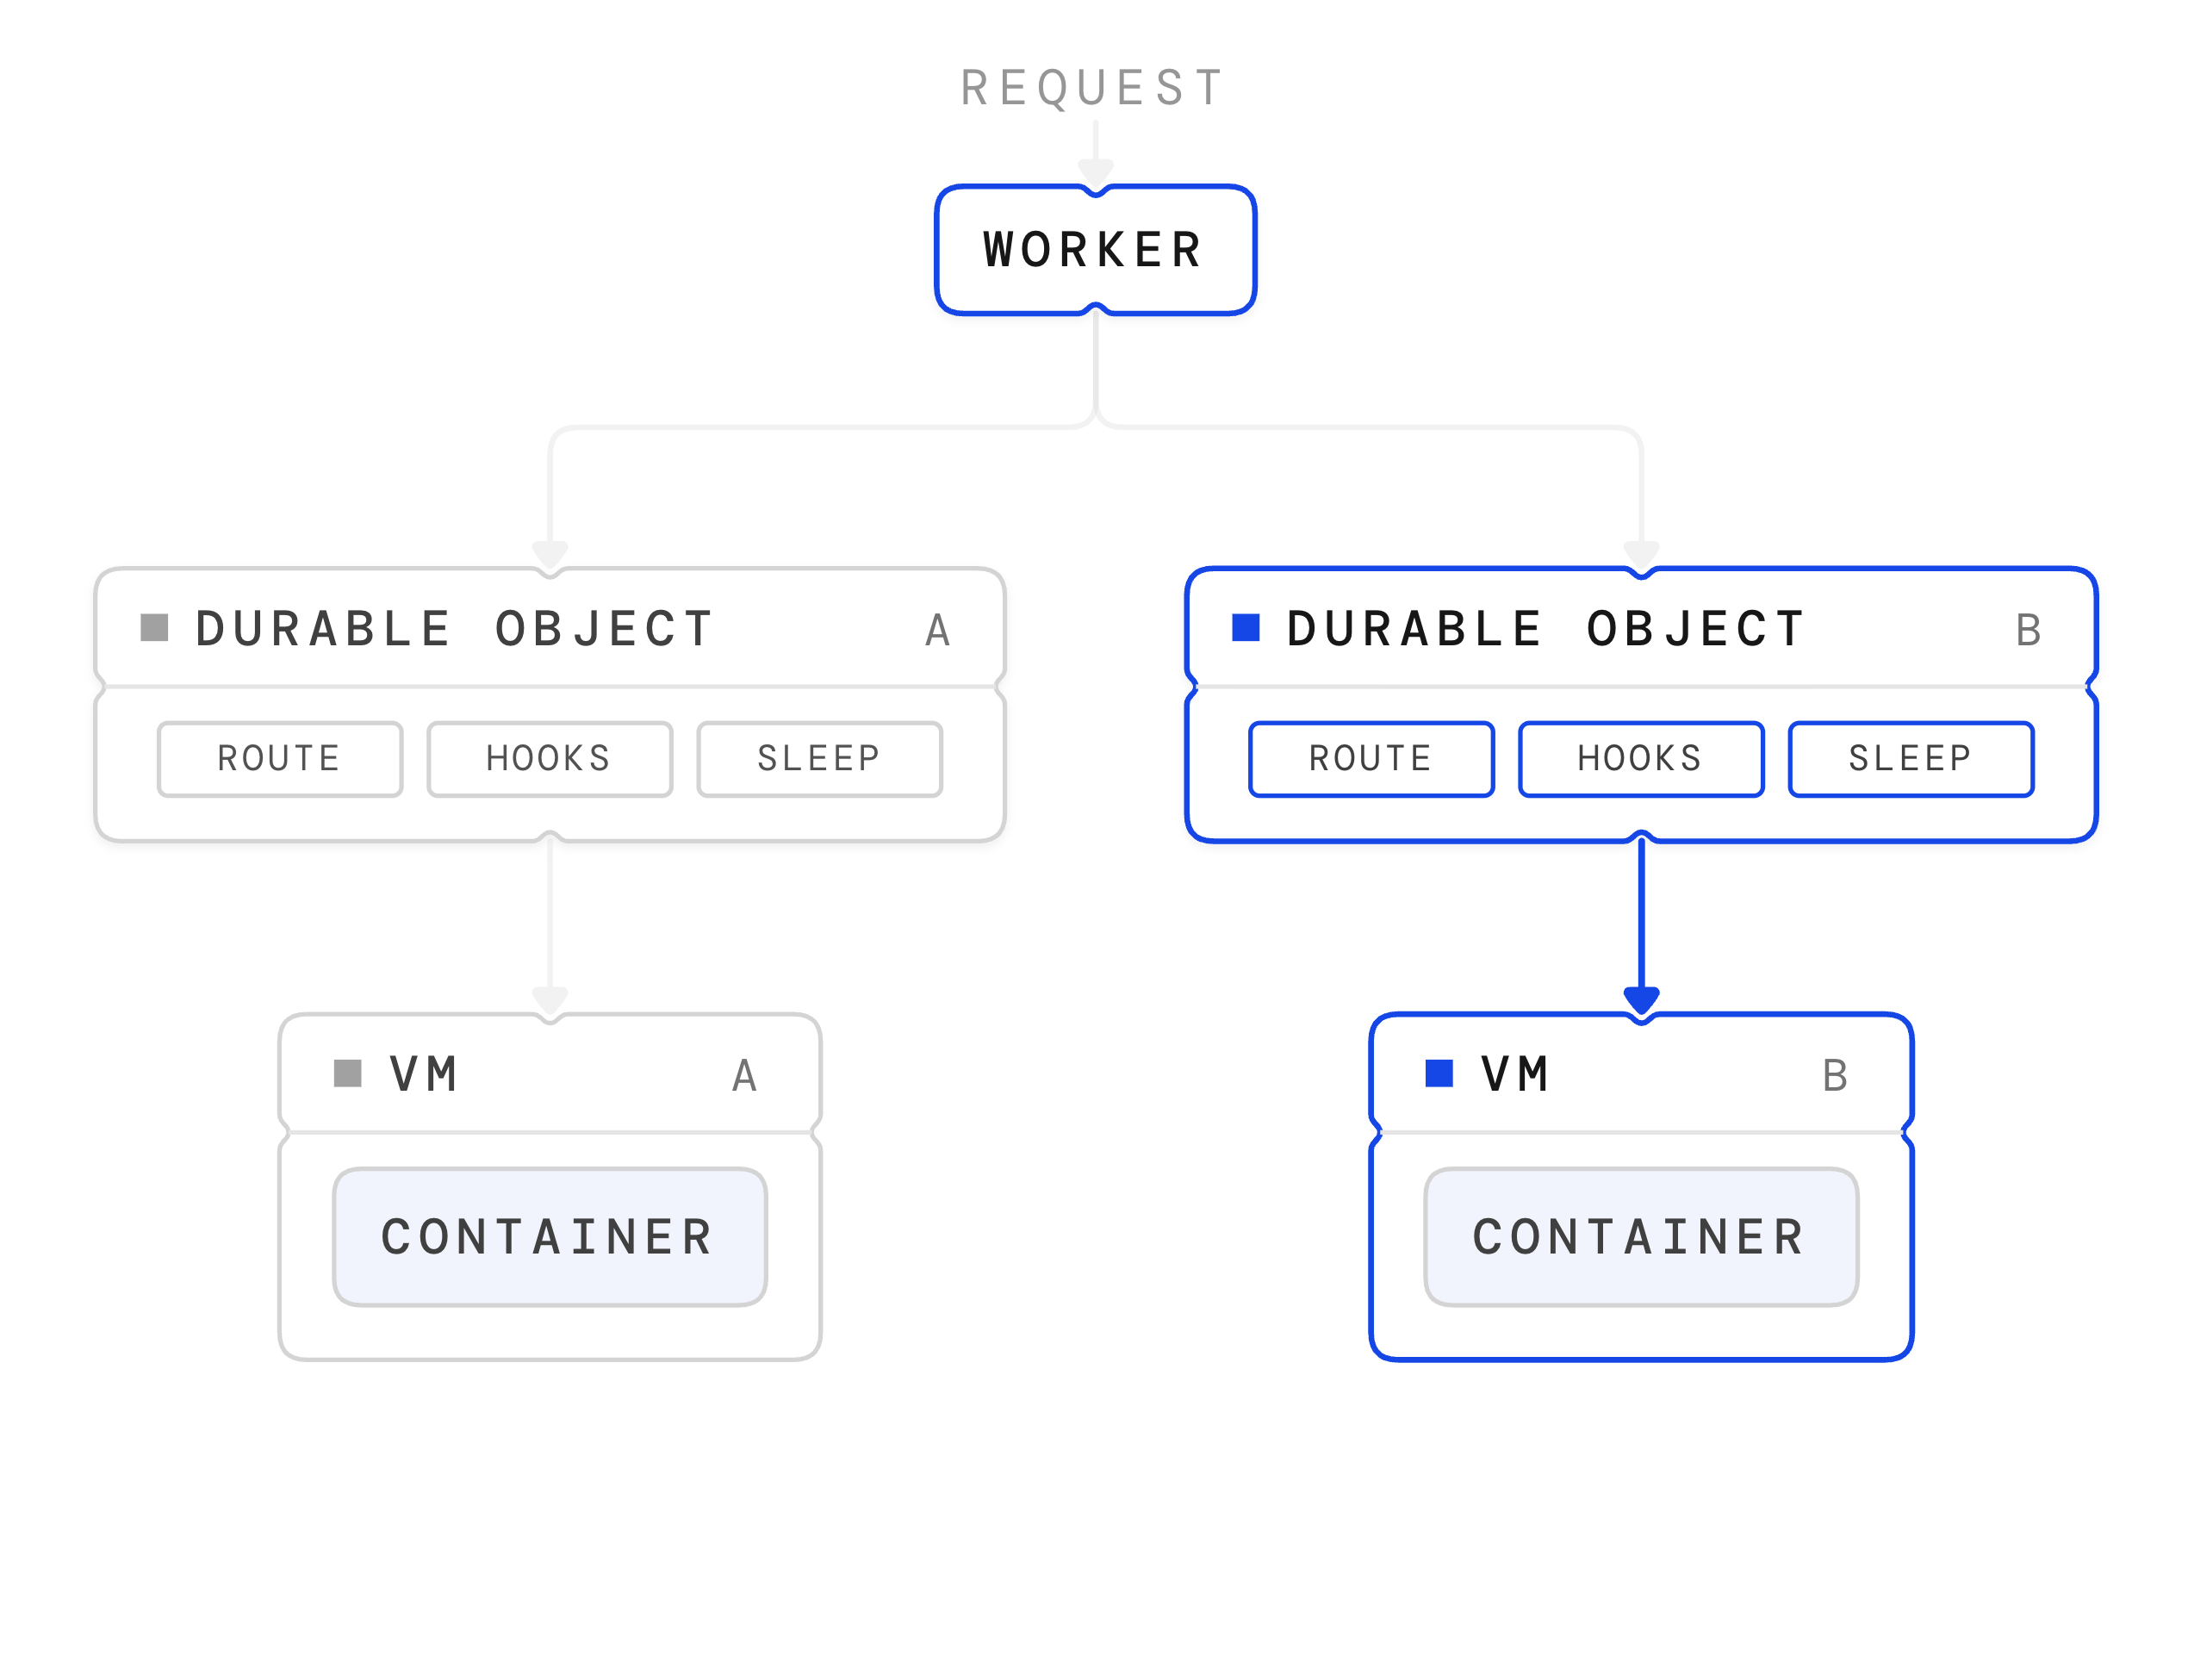 REQUEST
WORKER
DURABLE OBJECT A
ROUTE HOOKS SLEEP
DURABLE OBJECT B
ROUTE HOOKS SLEEP
VM A
CONTAINER
VM B
CONTAINER